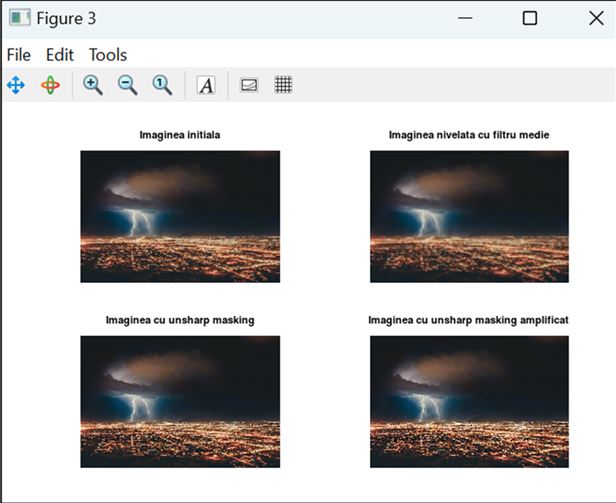 Figure 3
File Edit Tools
1 A
Imaginea initiala
Imaginea nivelata cu filtru medie
Imaginea cu unsharp masking
Imaginea cu unsharp masking amplificat